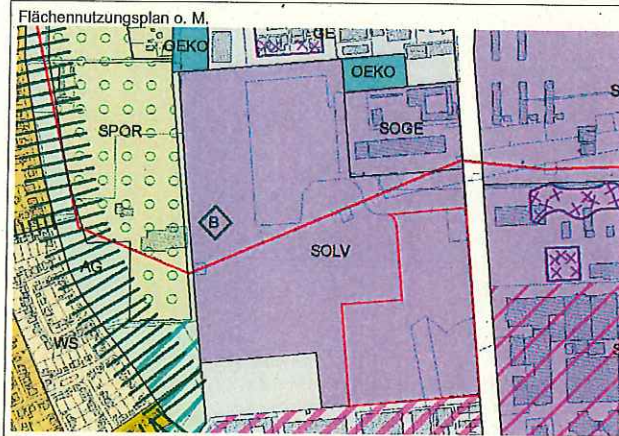 Flächennutzungsplan o. M.
OEKO
GE
OEKO
SPOR
SOGE
B
SOLV
AG
WS